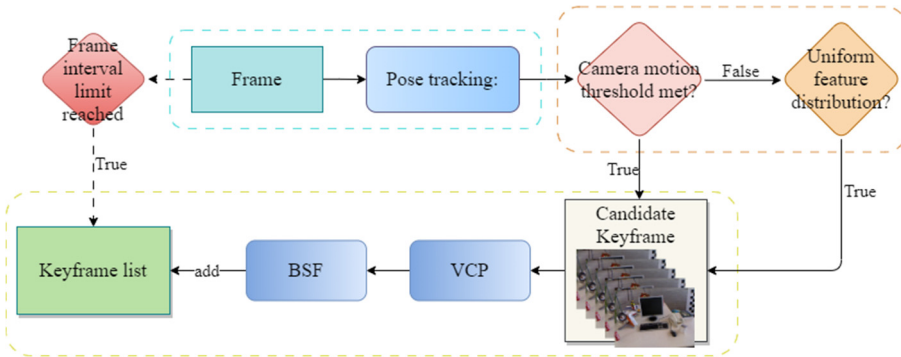 Frame
interval
limit
reached
Frame
Pose tracking:
Camera motion
threshold met?
False
Uniform
feature
distribution?
True
True
True
Keyframe list
add
BSF
VCP
Candidate
Keyframe